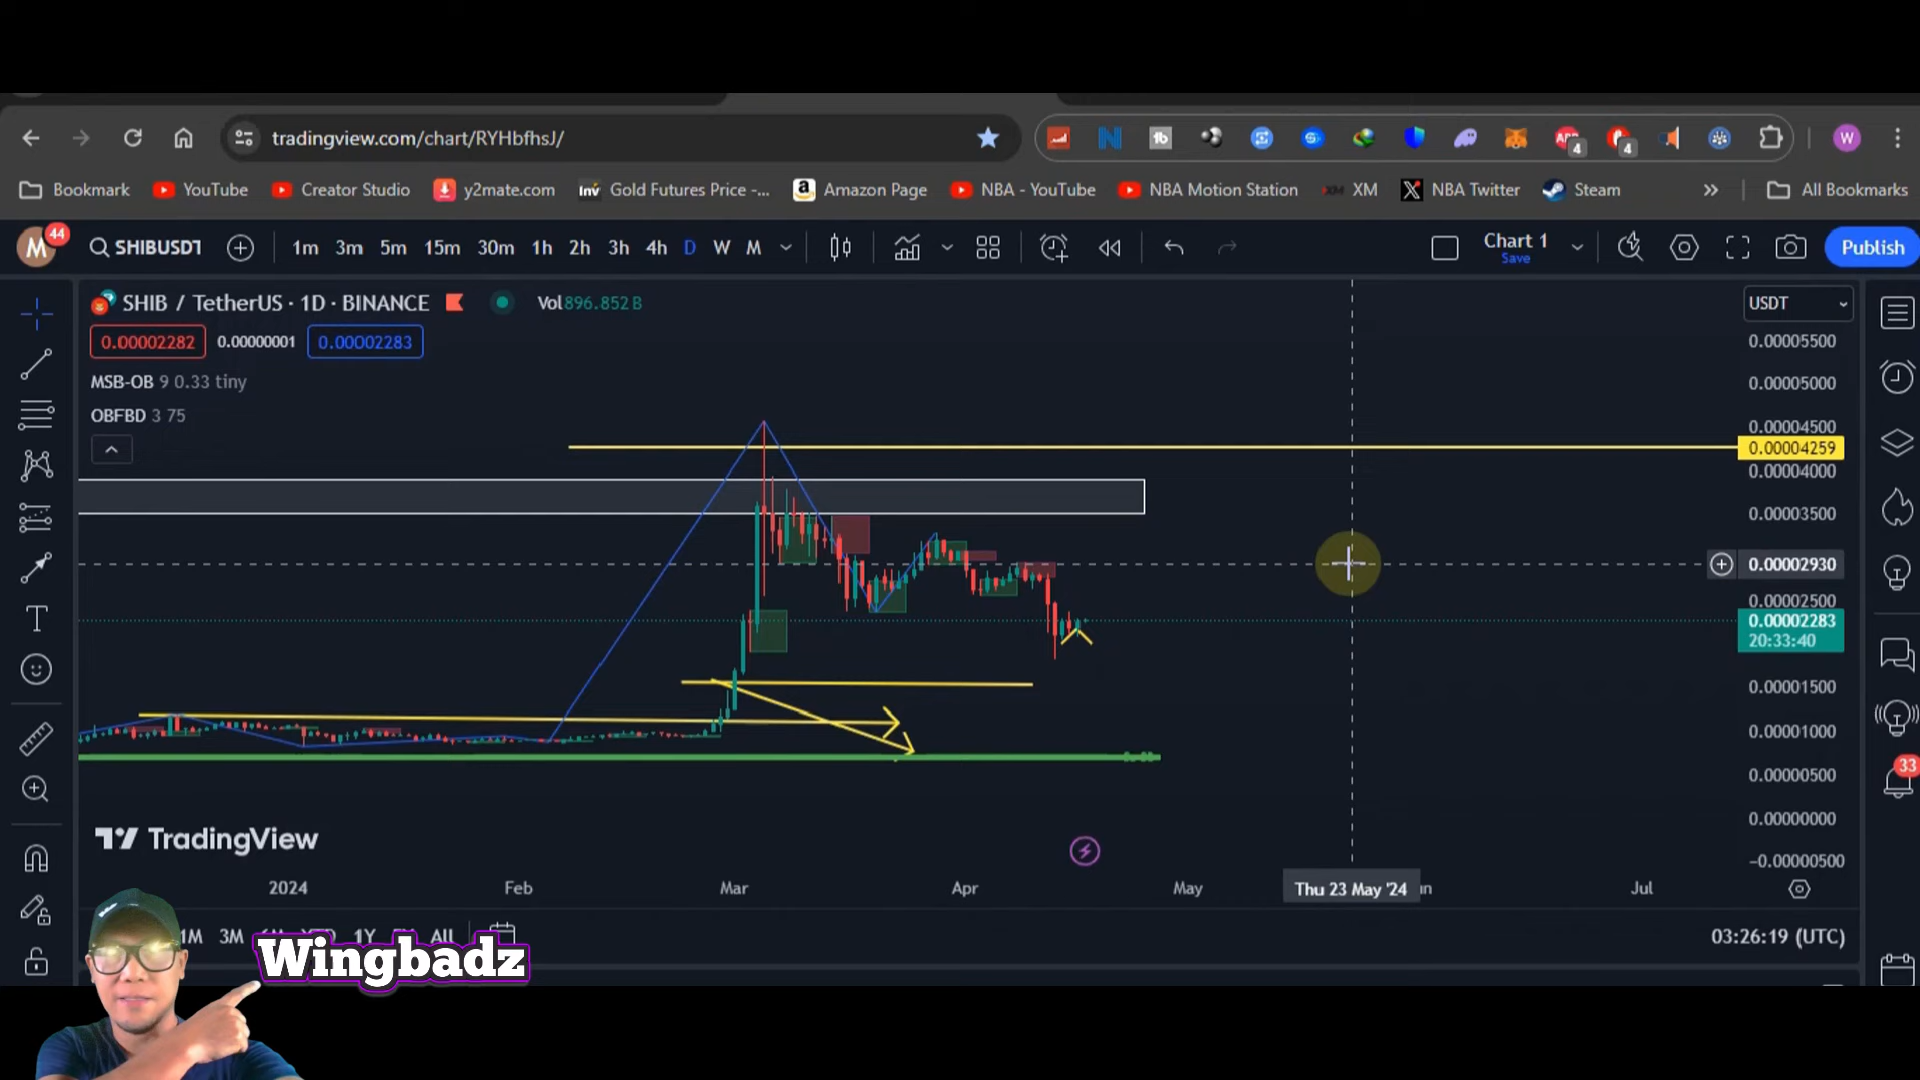 tradingview.com/chart/RYHbfhsJ/
4
4
W
Bookmark YouTube Creator Studio y2mate.com Inv Gold Futures Price -... Amazon Page NBA - YouTube NBA Motion Station XM XM NBA Twitter Steam » All Bookmarks
M 44 SHIBUSDT 1m 3m 5m 15m 30m 1h 2h 3h 4h D W M Chart 1 Publish
Save
SHIB / TetherUS · 1D · BINANCE Vol 896.852 B USDT
0.00002282 0.00000001 0.00002283
MSB-OB 9 0.33 tiny
OBFBD 3 75
0.00005500
0.00005000
0.00004500
0.00004259
0.00004000
0.00003500
0.00002930
0.00002500
0.00002283
20:33:40
0.00001500
0.00001000
0.00000500
0.00000000
−0.00000500
33
TradingView
2024 Feb Mar Apr May Thu 23 May '24 Jul
1M 3M 1Y All 03:26:19 (UTC)
Wingbadz